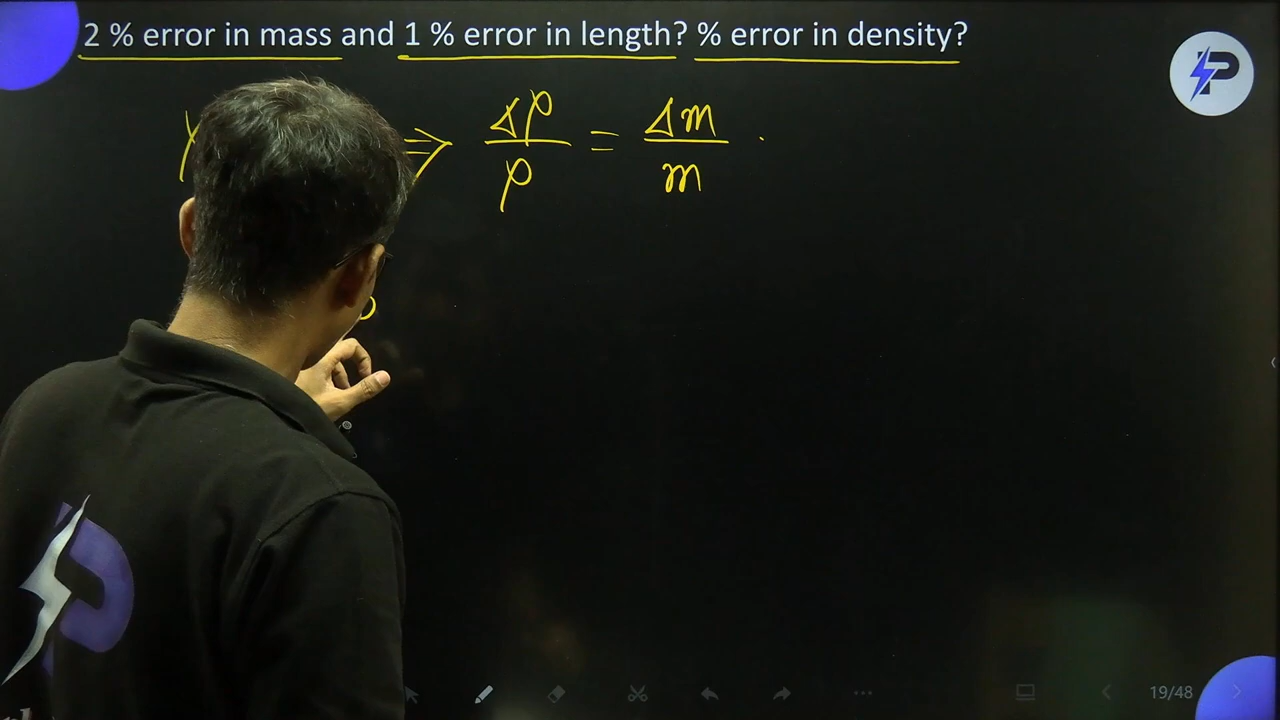 2 % error in mass and 1 % error in length? % error in density?
⇒ Δρ/ρ = Δm/m
19/48